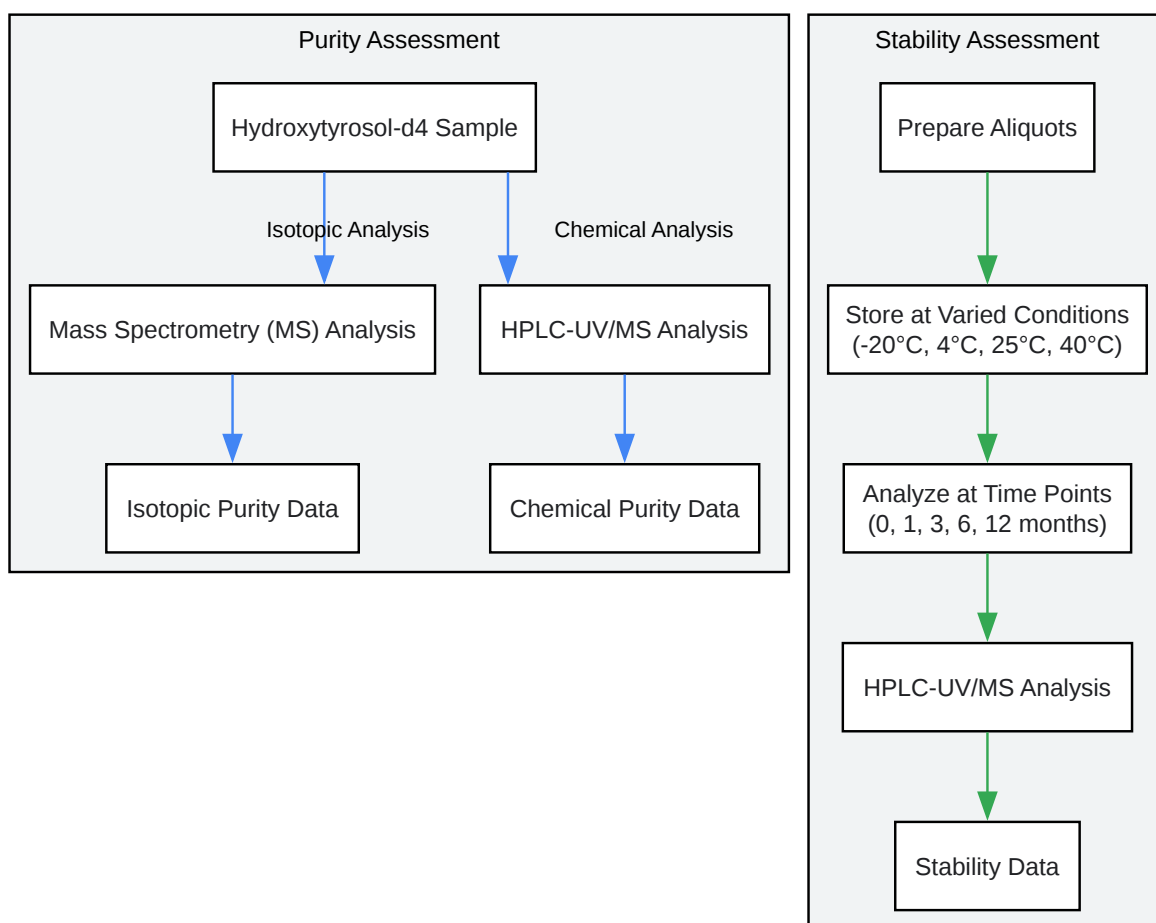 Purity Assessment
Hydroxytyrosol-d4 Sample
Isotopic Analysis
Chemical Analysis
Mass Spectrometry (MS) Analysis
HPLC-UV/MS Analysis
Isotopic Purity Data
Chemical Purity Data
Stability Assessment
Prepare Aliquots
Store at Varied Conditions
(-20°C, 4°C, 25°C, 40°C)
Analyze at Time Points
(0, 1, 3, 6, 12 months)
HPLC-UV/MS Analysis
Stability Data